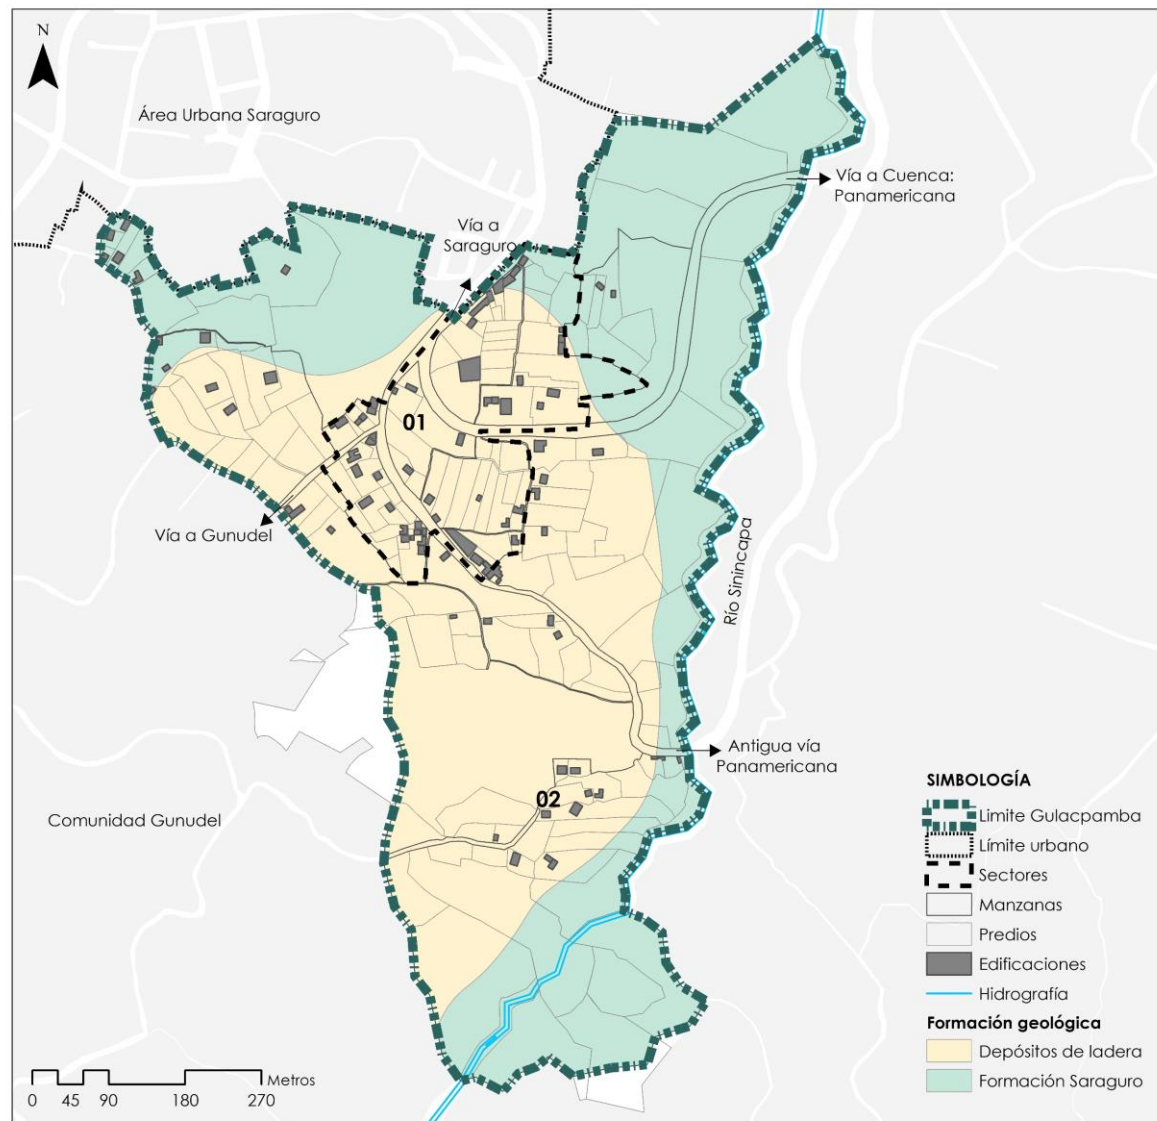 N
Área Urbana Saraguro
Vía a Cuenca:
Panamericana
Vía a
Saraguro
01
Vía a Gunudel
Río Sinincapa
Antigua vía
Panamericana
02
Comunidad Gunudel
SIMBOLOGÍA
Limite Gulacpamba
Límite urbano
Sectores
Manzanas
Predios
Edificaciones
Hidrografía
Formación geológica
Depósitos de ladera
Formación Saraguro
Metros
0 45 90 180 270